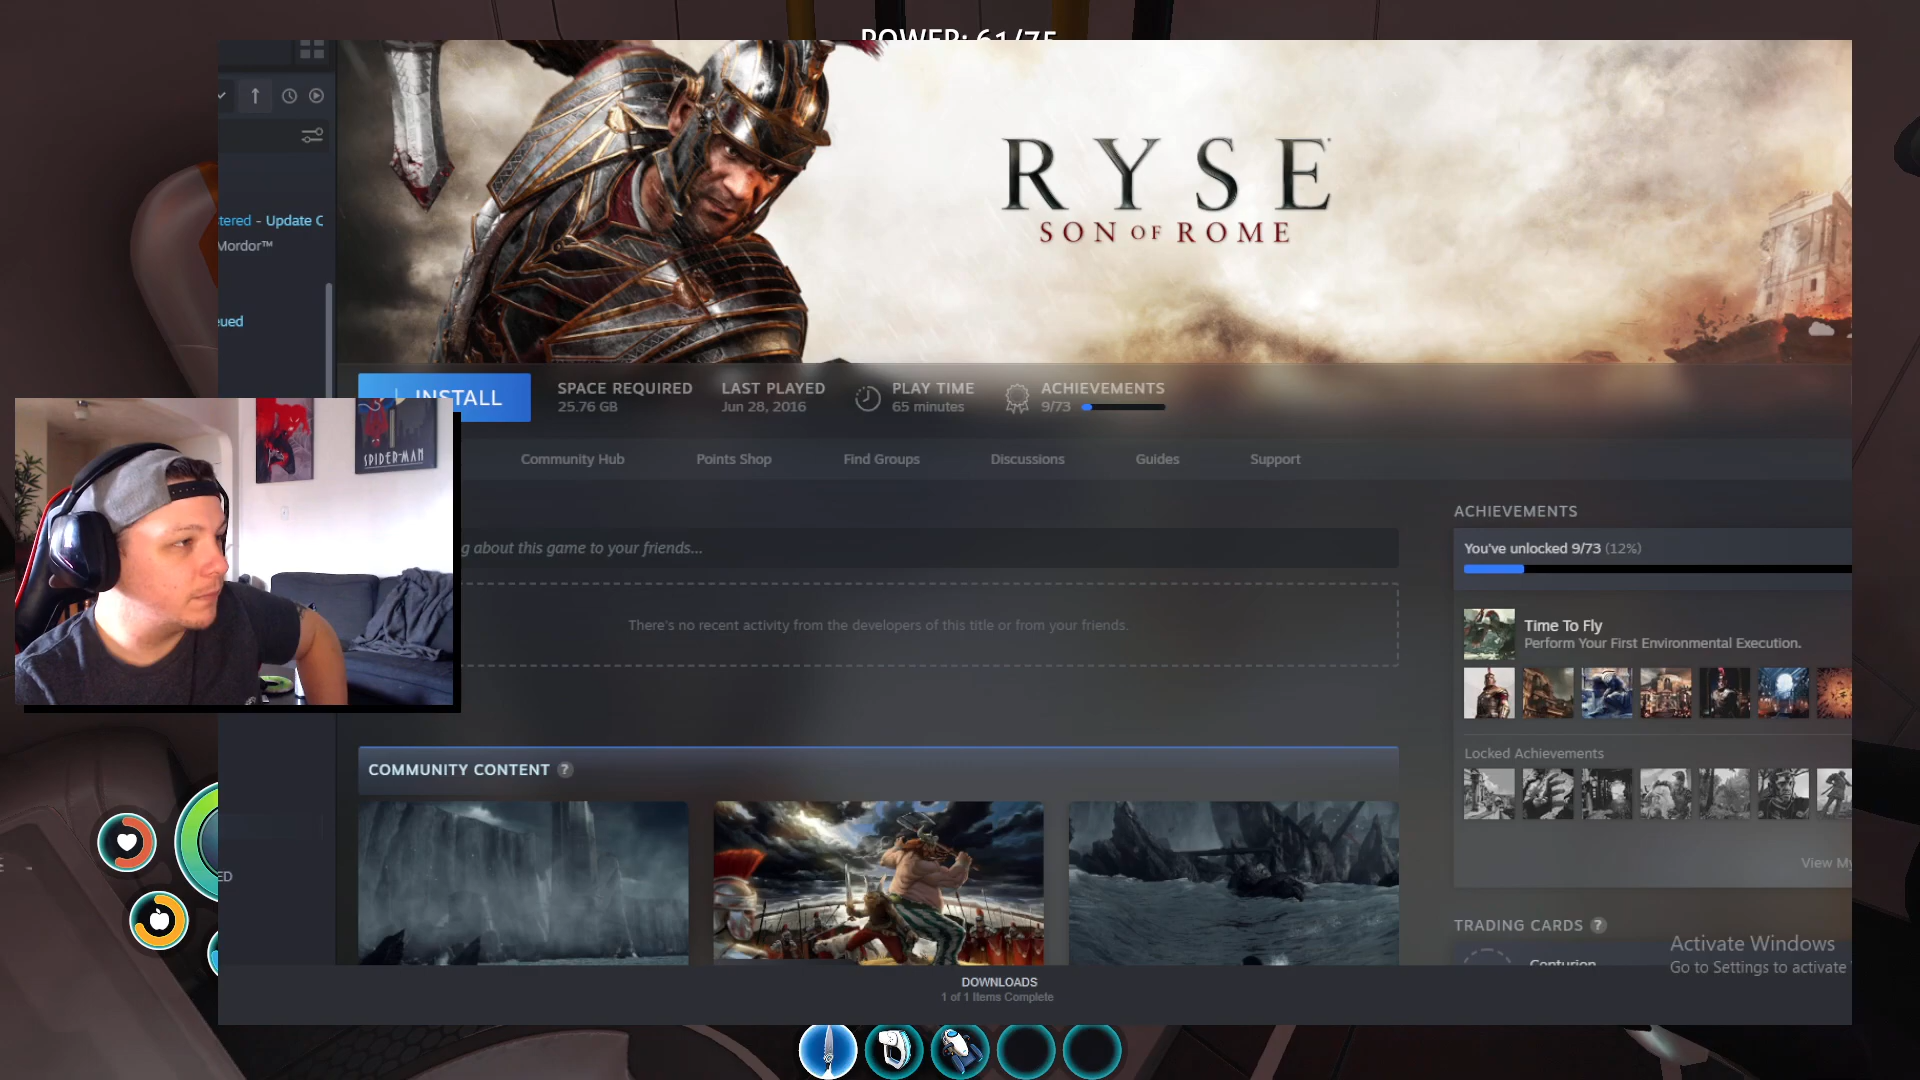 POWER: 61/75
RYSE
SON OF ROME
tered - Update
Mordor™
INSTALL
SPACE REQUIRED
25.76 GB
LAST PLAYED
Jun 28, 2016
PLAY TIME
65 minutes
ACHIEVEMENTS
9/73
Community Hub
Points Shop
Find Groups
Discussions
Guides
Support
SPIDER-MAN
g about this game to your friends...
There's no recent activity from the developers of this title or from your friends.
ACHIEVEMENTS
You've unlocked 9/73 (12%)
Time To Fly
Perform Your First Environmental Execution.
Locked Achievements
View My
COMMUNITY CONTENT ?
TRADING CARDS ?
Centurion
Activate Windows
Go to Settings to activate
DOWNLOADS
1 of 1 Items Complete